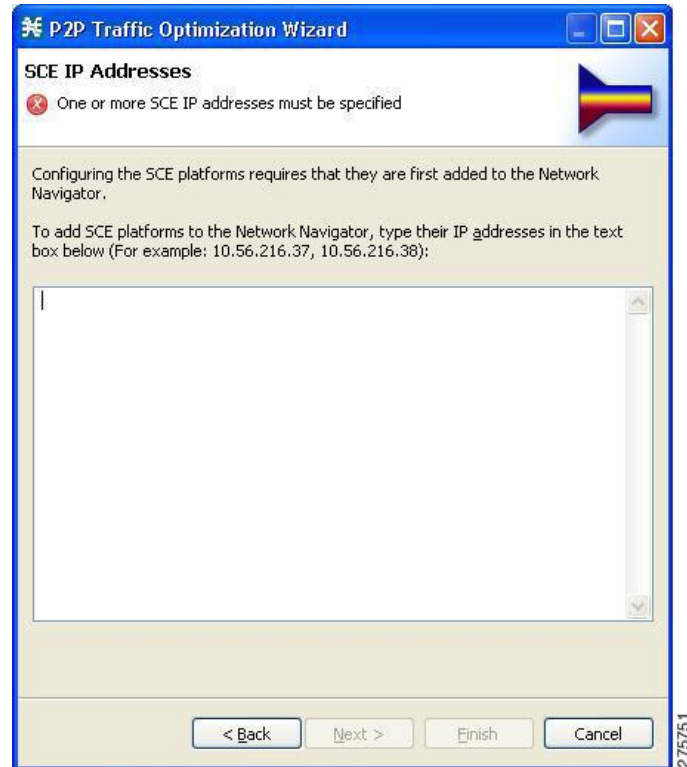 P2P Traffic Optimization Wizard
SCE IP Addresses
One or more SCE IP addresses must be specified
Configuring the SCE platforms requires that they are first added to the Network
Navigator.
To add SCE platforms to the Network Navigator, type their IP addresses in the text
box below (For example: 10.56.216.37, 10.56.216.38):
< Back
Next >
Finish
Cancel
275751